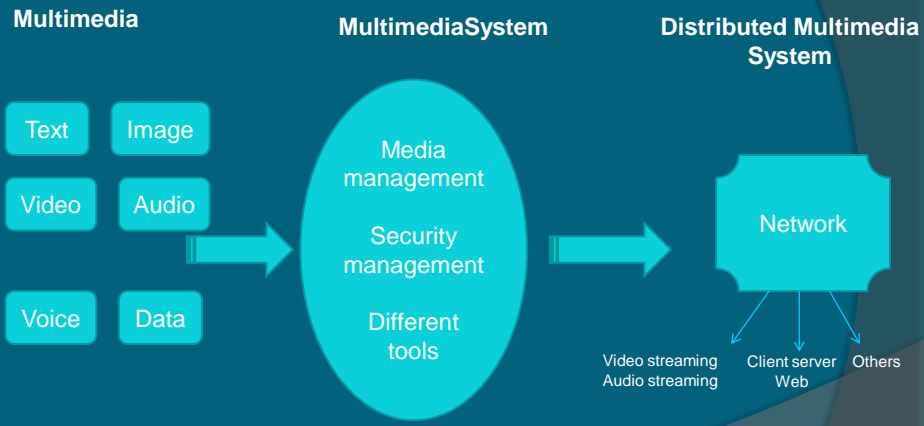 Multimedia
MultimediaSystem
Distributed Multimedia
System
Text
Image
Video
Audio
Voice
Data
Media
management
Security
management
Different
tools
Network
Video streaming
Audio streaming
Client server
Web
Others